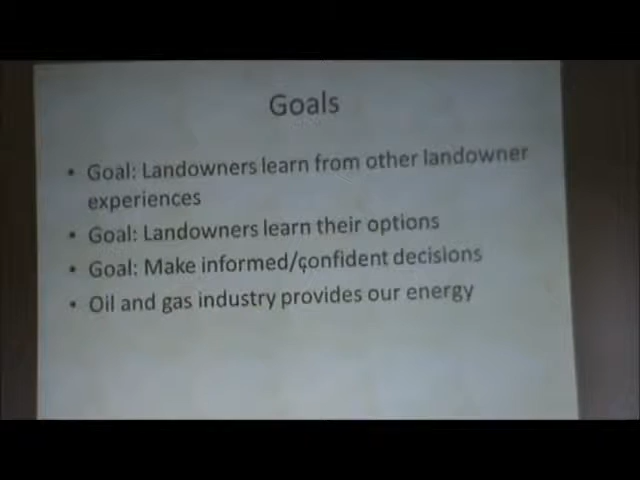 Goals
• Goal: Landowners learn from other landowner
experiences
• Goal: Landowners learn their options
• Goal: Make informed/confident decisions
• Oil and gas industry provides our energy